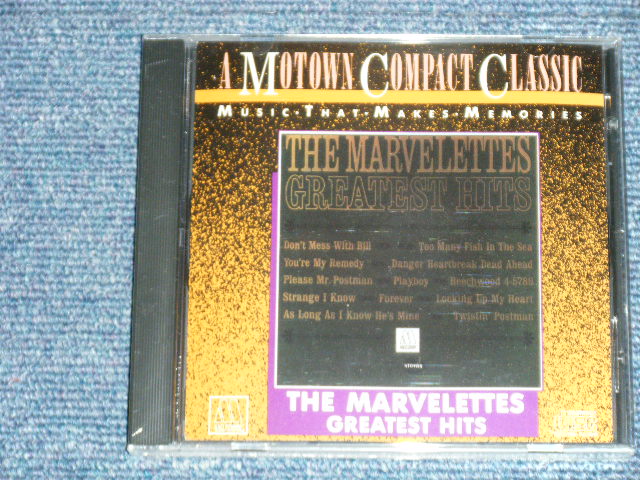 A MOTOWN COMPACT CLASSIC
MUSIC·THAT·MAKES·MEMORIES
THE MARVELETTES
GREATEST HITS
Don't Mess With Bill Too Many Fish In The Sea
You're My Remedy Danger Heartbreak Dead Ahead
Please Mr. Postman Playboy Beechwood 4-5789
Strange I Know Forever Locking Up My Heart
As Long As I Know He's Mine Twistin' Postman
THE MARVELETTES
GREATEST HITS